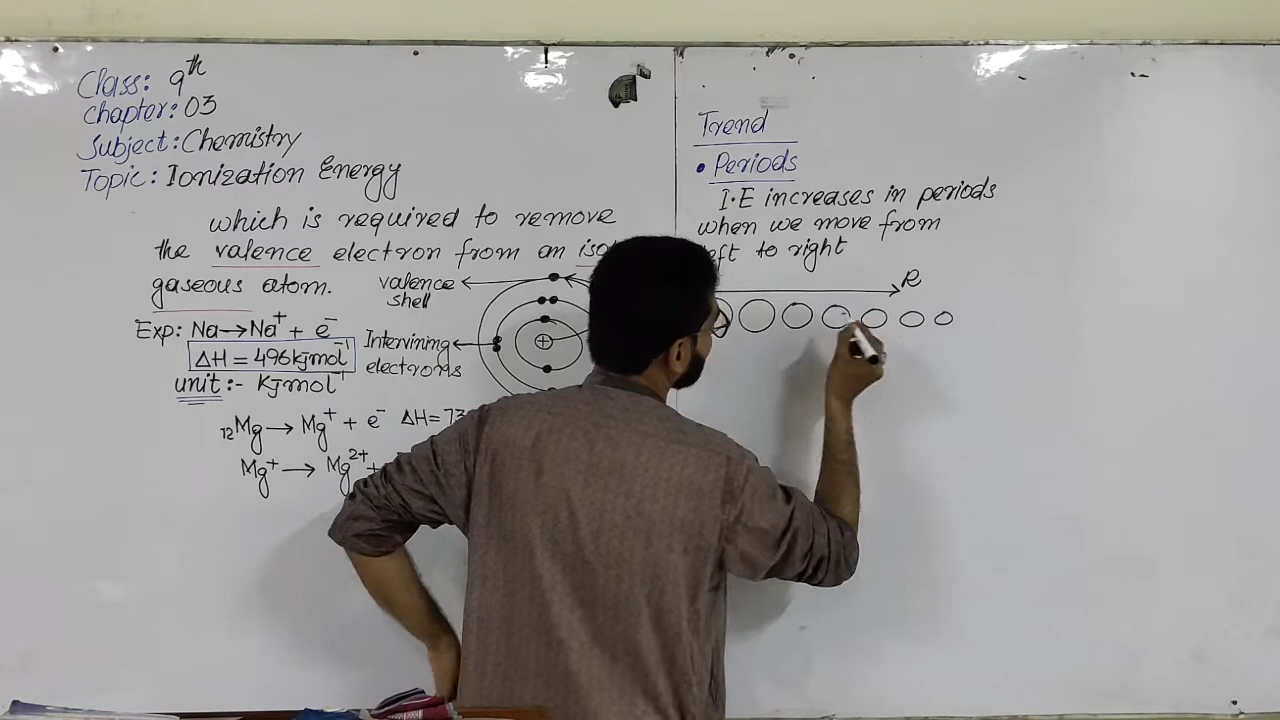 Class: 9th
Chapter: 03
Subject: Chemistry
Topic: Ionization Energy
which is required to remove
the valence electron from an
gaseous atom.
valence
shell
Exp: Na→Na⁺ + e⁻
ΔH = 496kjmol⁻¹
unit:- Kjmol⁻¹
Intervining
electrons
+
₁₂Mg → Mg⁺ + e⁻ ΔH=73
Mg⁺ → Mg²⁺ +
Trend
• Periods
I.E increases in periods
when we move from
to right
R